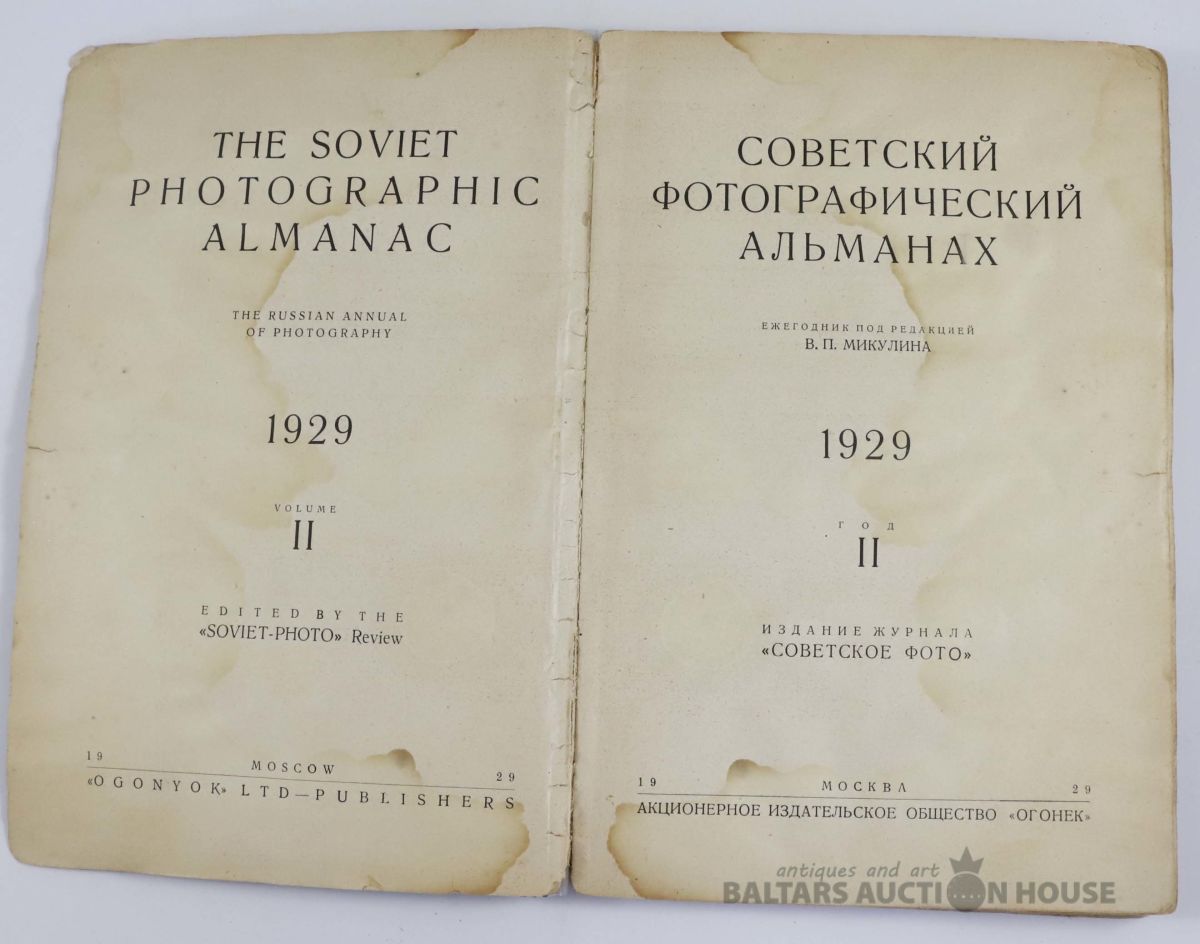 THE SOVIET
PHOTOGRAPHIC
ALMANAC
THE RUSSIAN ANNUAL
OF PHOTOGRAPHY
1929
VOLUME
II
EDITED BY THE
«SOVIET-PHOTO» Review
19 MOSCOW 29
«OGONYOK» LTD—PUBLISHERS
СОВЕТСКИЙ
ФОТОГРАФИЧЕСКИЙ
АЛЬМАНАХ
ЕЖЕГОДНИК ПОД РЕДАКЦИЕЙ
В. П. МИКУЛИНА
1929
ГОД
II
ИЗДАНИЕ ЖУРНАЛА
«СОВЕТСКОЕ ФОТО»
19 МОСКВА 29
АКЦИОНЕРНОЕ ИЗДАТЕЛЬСКОЕ ОБЩЕСТВО «ОГОНЕК»
antiques and art
BALTARS AUCTION HOUSE